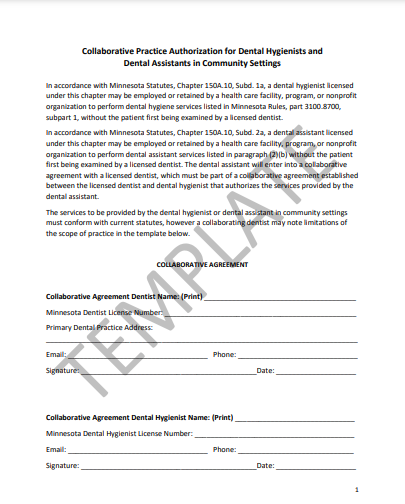 Collaborative Practice Authorization for Dental Hygienists and
Dental Assistants in Community Settings
In accordance with Minnesota Statutes, Chapter 150A.10, Subd. 1a, a dental hygienist licensed
under this chapter may be employed or retained by a health care facility, program, or nonprofit
organization to perform dental hygiene services listed in Minnesota Rules, part 3100.8700,
subpart 1, without the patient first being examined by a licensed dentist.
In accordance with Minnesota Statutes, Chapter 150A.10, Subd. 2a, a dental assistant licensed
under this chapter may be employed or retained by a health care facility, program, or nonprofit
organization to perform dental assistant services listed in paragraph (2)(b) without the patient
first being examined by a licensed dentist. The dental assistant will enter into a collaborative
agreement with a licensed dentist, which must be part of a collaborative agreement established
between the licensed dentist and dental hygienist that authorizes the services provided by the
dental assistant.
The services to be provided by the dental hygienist or dental assistant in community settings
must conform with current statutes, however a collaborating dentist may note limitations of
the scope of practice in the template below.
TEMPLATE
COLLABORATIVE AGREEMENT
Collaborative Agreement Dentist Name: (Print)
Minnesota Dentist License Number:
Primary Dental Practice Address:
Email: Phone:
Signature: Date:
Collaborative Agreement Dental Hygienist Name: (Print)
Minnesota Dental Hygienist License Number:
Email: Phone:
Signature: Date:
1